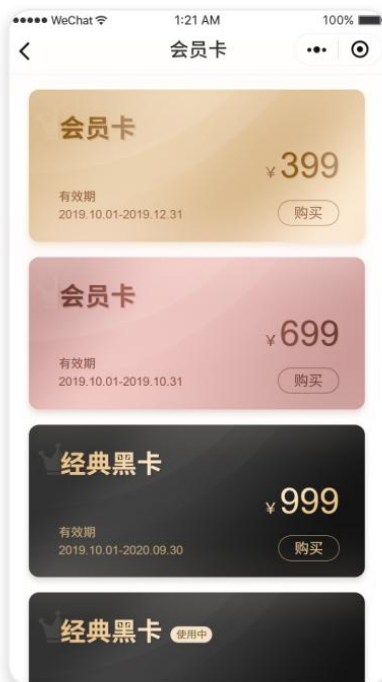 WeChat 1:21 AM 100%
会员卡
会员卡
¥ 399
有效期
2019.10.01-2019.12.31
购买
会员卡
¥ 699
有效期
2019.10.01-2019.10.31
购买
经典黑卡
¥ 999
有效期
2019.10.01-2020.09.30
购买
经典黑卡 使用中